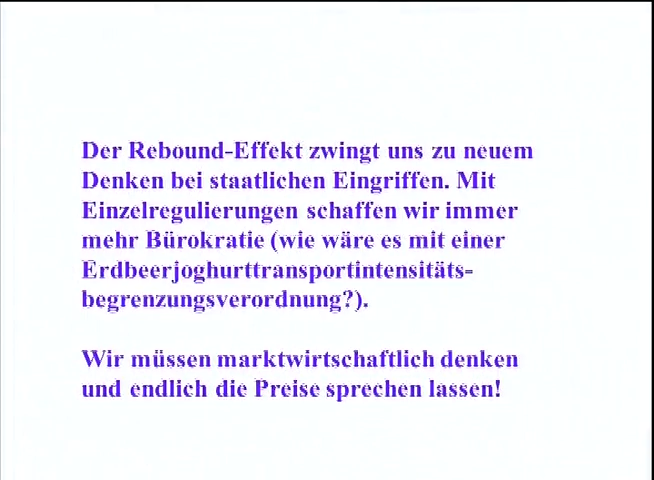 Der Rebound-Effekt zwingt uns zu neuem
Denken bei staatlichen Eingriffen. Mit
Einzelregulierungen schaffen wir immer
mehr Bürokratie (wie wäre es mit einer
Erdbeerjoghurttransportintensitäts-
begrenzungsverordnung?).
Wir müssen marktwirtschaftlich denken
und endlich die Preise sprechen lassen!